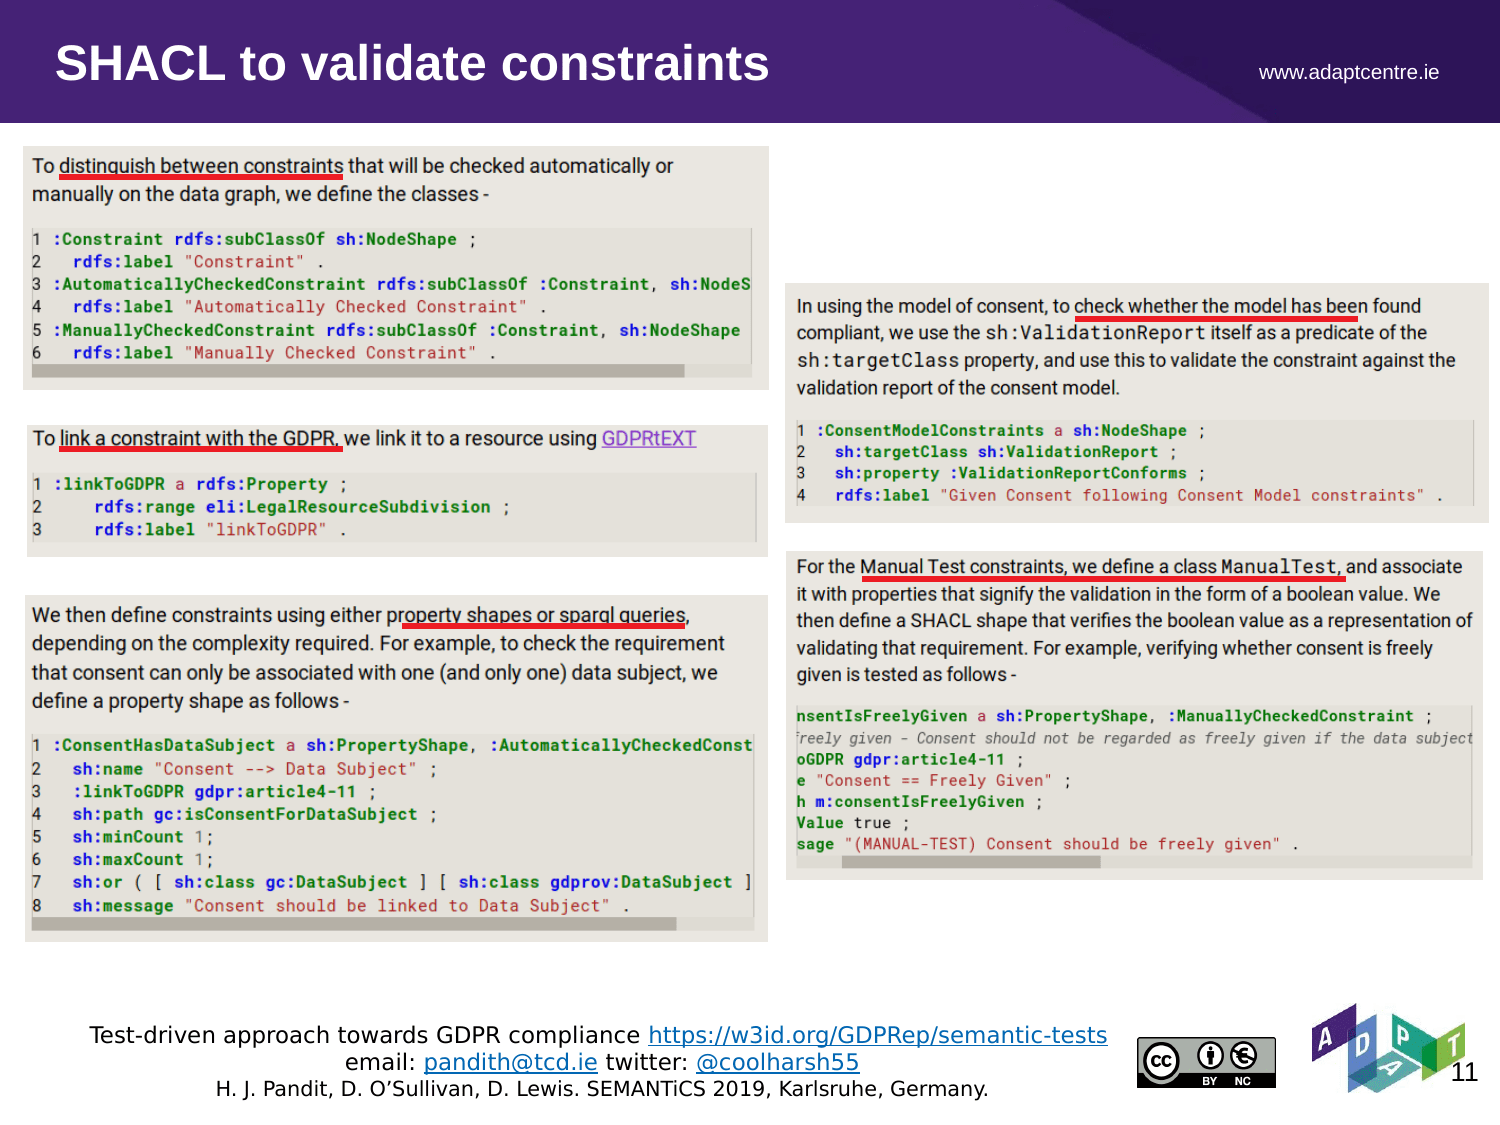 SHACL to validate constraints
www.adaptcentre.ie
To distinguish between constraints that will be checked automatically or
manually on the data graph, we define the classes -
1 :Constraint rdfs:subClassOf sh:NodeShape ;
2   rdfs:label "Constraint" .
3 :AutomaticallyCheckedConstraint rdfs:subClassOf :Constraint, sh:NodeS
4   rdfs:label "Automatically Checked Constraint" .
5 :ManuallyCheckedConstraint rdfs:subClassOf :Constraint, sh:NodeShape
6   rdfs:label "Manually Checked Constraint" .
To link a constraint with the GDPR, we link it to a resource using GDPRtEXT
1 :linkToGDPR a rdfs:Property ;
2     rdfs:range eli:LegalResourceSubdivision ;
3     rdfs:label "linkToGDPR" .
We then define constraints using either property shapes or sparql queries,
depending on the complexity required. For example, to check the requirement
that consent can only be associated with one (and only one) data subject, we
define a property shape as follows -
1 :ConsentHasDataSubject a sh:PropertyShape, :AutomaticallyCheckedConst
2   sh:name "Consent --> Data Subject" ;
3   :linkToGDPR gdpr:article4-11 ;
4   sh:path gc:isConsentForDataSubject ;
5   sh:minCount 1;
6   sh:maxCount 1;
7   sh:or ( [ sh:class gc:DataSubject ] [ sh:class gdprov:DataSubject ]
8   sh:message "Consent should be linked to Data Subject" .
In using the model of consent, to check whether the model has been found
compliant, we use the sh:ValidationReport itself as a predicate of the
sh:targetClass property, and use this to validate the constraint against the
validation report of the consent model.
1 :ConsentModelConstraints a sh:NodeShape ;
2   sh:targetClass sh:ValidationReport ;
3   sh:property :ValidationReportConforms ;
4   rdfs:label "Given Consent following Consent Model constraints" .
For the Manual Test constraints, we define a class ManualTest, and associate
it with properties that signify the validation in the form of a boolean value. We
then define a SHACL shape that verifies the boolean value as a representation of
validating that requirement. For example, verifying whether consent is freely
given is tested as follows -
nsentIsFreelyGiven a sh:PropertyShape, :ManuallyCheckedConstraint ;
freely given - Consent should not be regarded as freely given if the data subject
oGDPR gdpr:article4-11 ;
e "Consent == Freely Given" ;
h m:consentIsFreelyGiven ;
Value true ;
sage "(MANUAL-TEST) Consent should be freely given" .
Test-driven approach towards GDPR compliance https://w3id.org/GDPRep/semantic-tests
email: pandith@tcd.ie twitter: @coolharsh55
H. J. Pandit, D. O’Sullivan, D. Lewis. SEMANTiCS 2019, Karlsruhe, Germany.
cc
BY NC
ADAPT
11